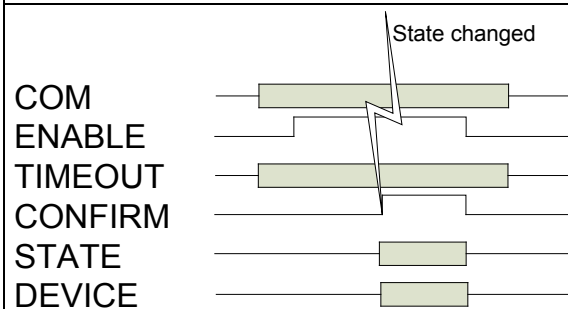 State changed
COM
ENABLE
TIMEOUT
CONFIRM
STATE
DEVICE